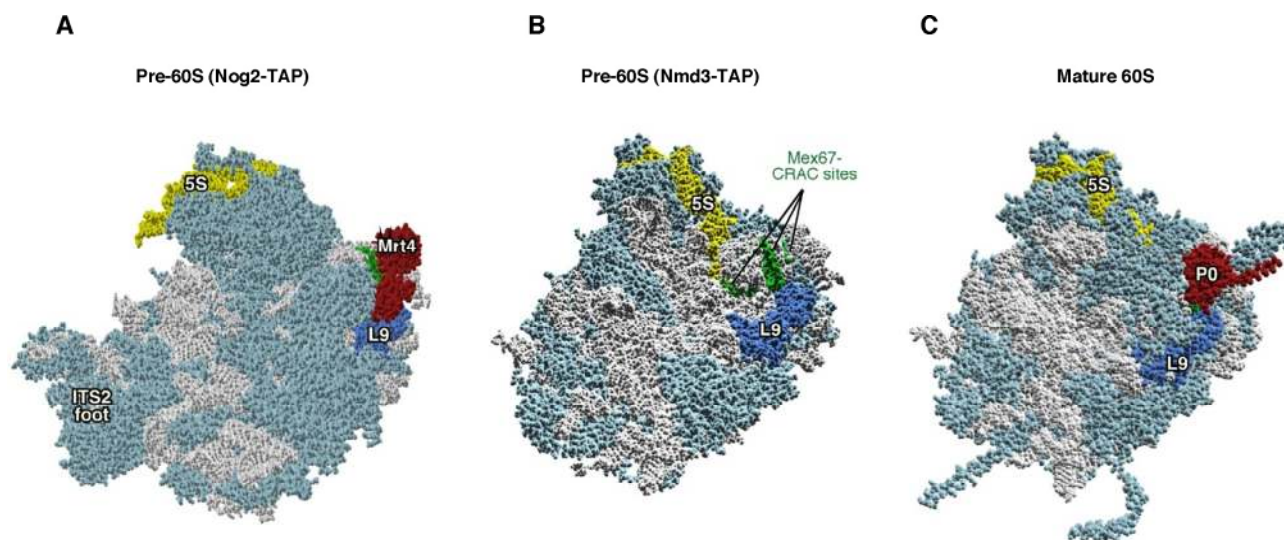 A
B
C
Pre-60S (Nog2-TAP)
Pre-60S (Nmd3-TAP)
Mature 60S
5S
Mrt4
L9
ITS2
foot
Mex67-
CRAC sites
5S
L9
5S
P0
L9